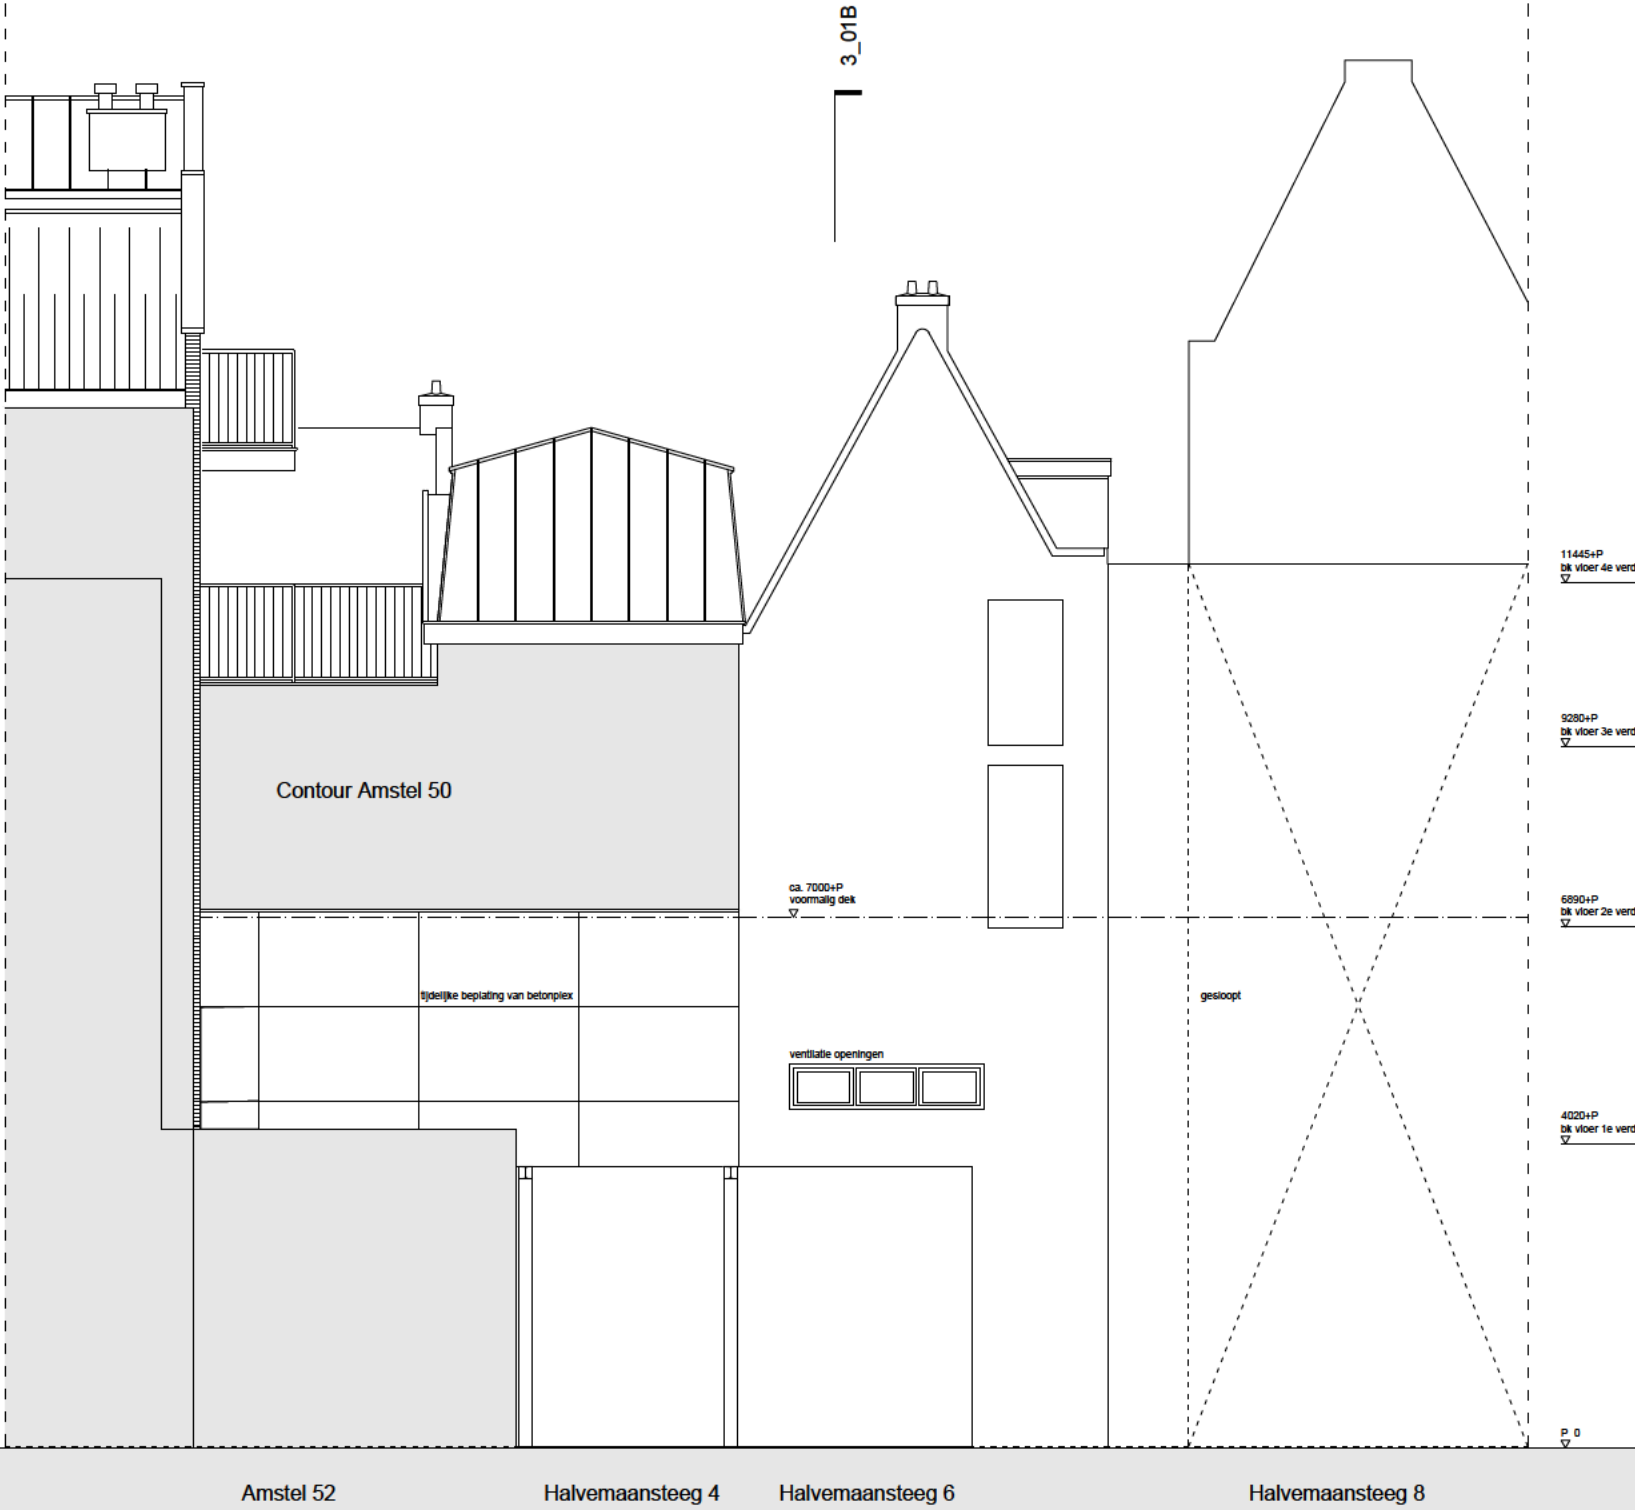 3_01B
11445+P
bk vloer 4e verd
9280+P
bk vloer 3e verd
Contour Amstel 50
ca. 7000+P
voormalig dek
6890+P
bk vloer 2e verd
tijdelijke beplating van betonplex
gesloopt
ventilatie openingen
4020+P
bk vloer 1e verd
P 0
Amstel 52
Halvemaansteeg 4
Halvemaansteeg 6
Halvemaansteeg 8